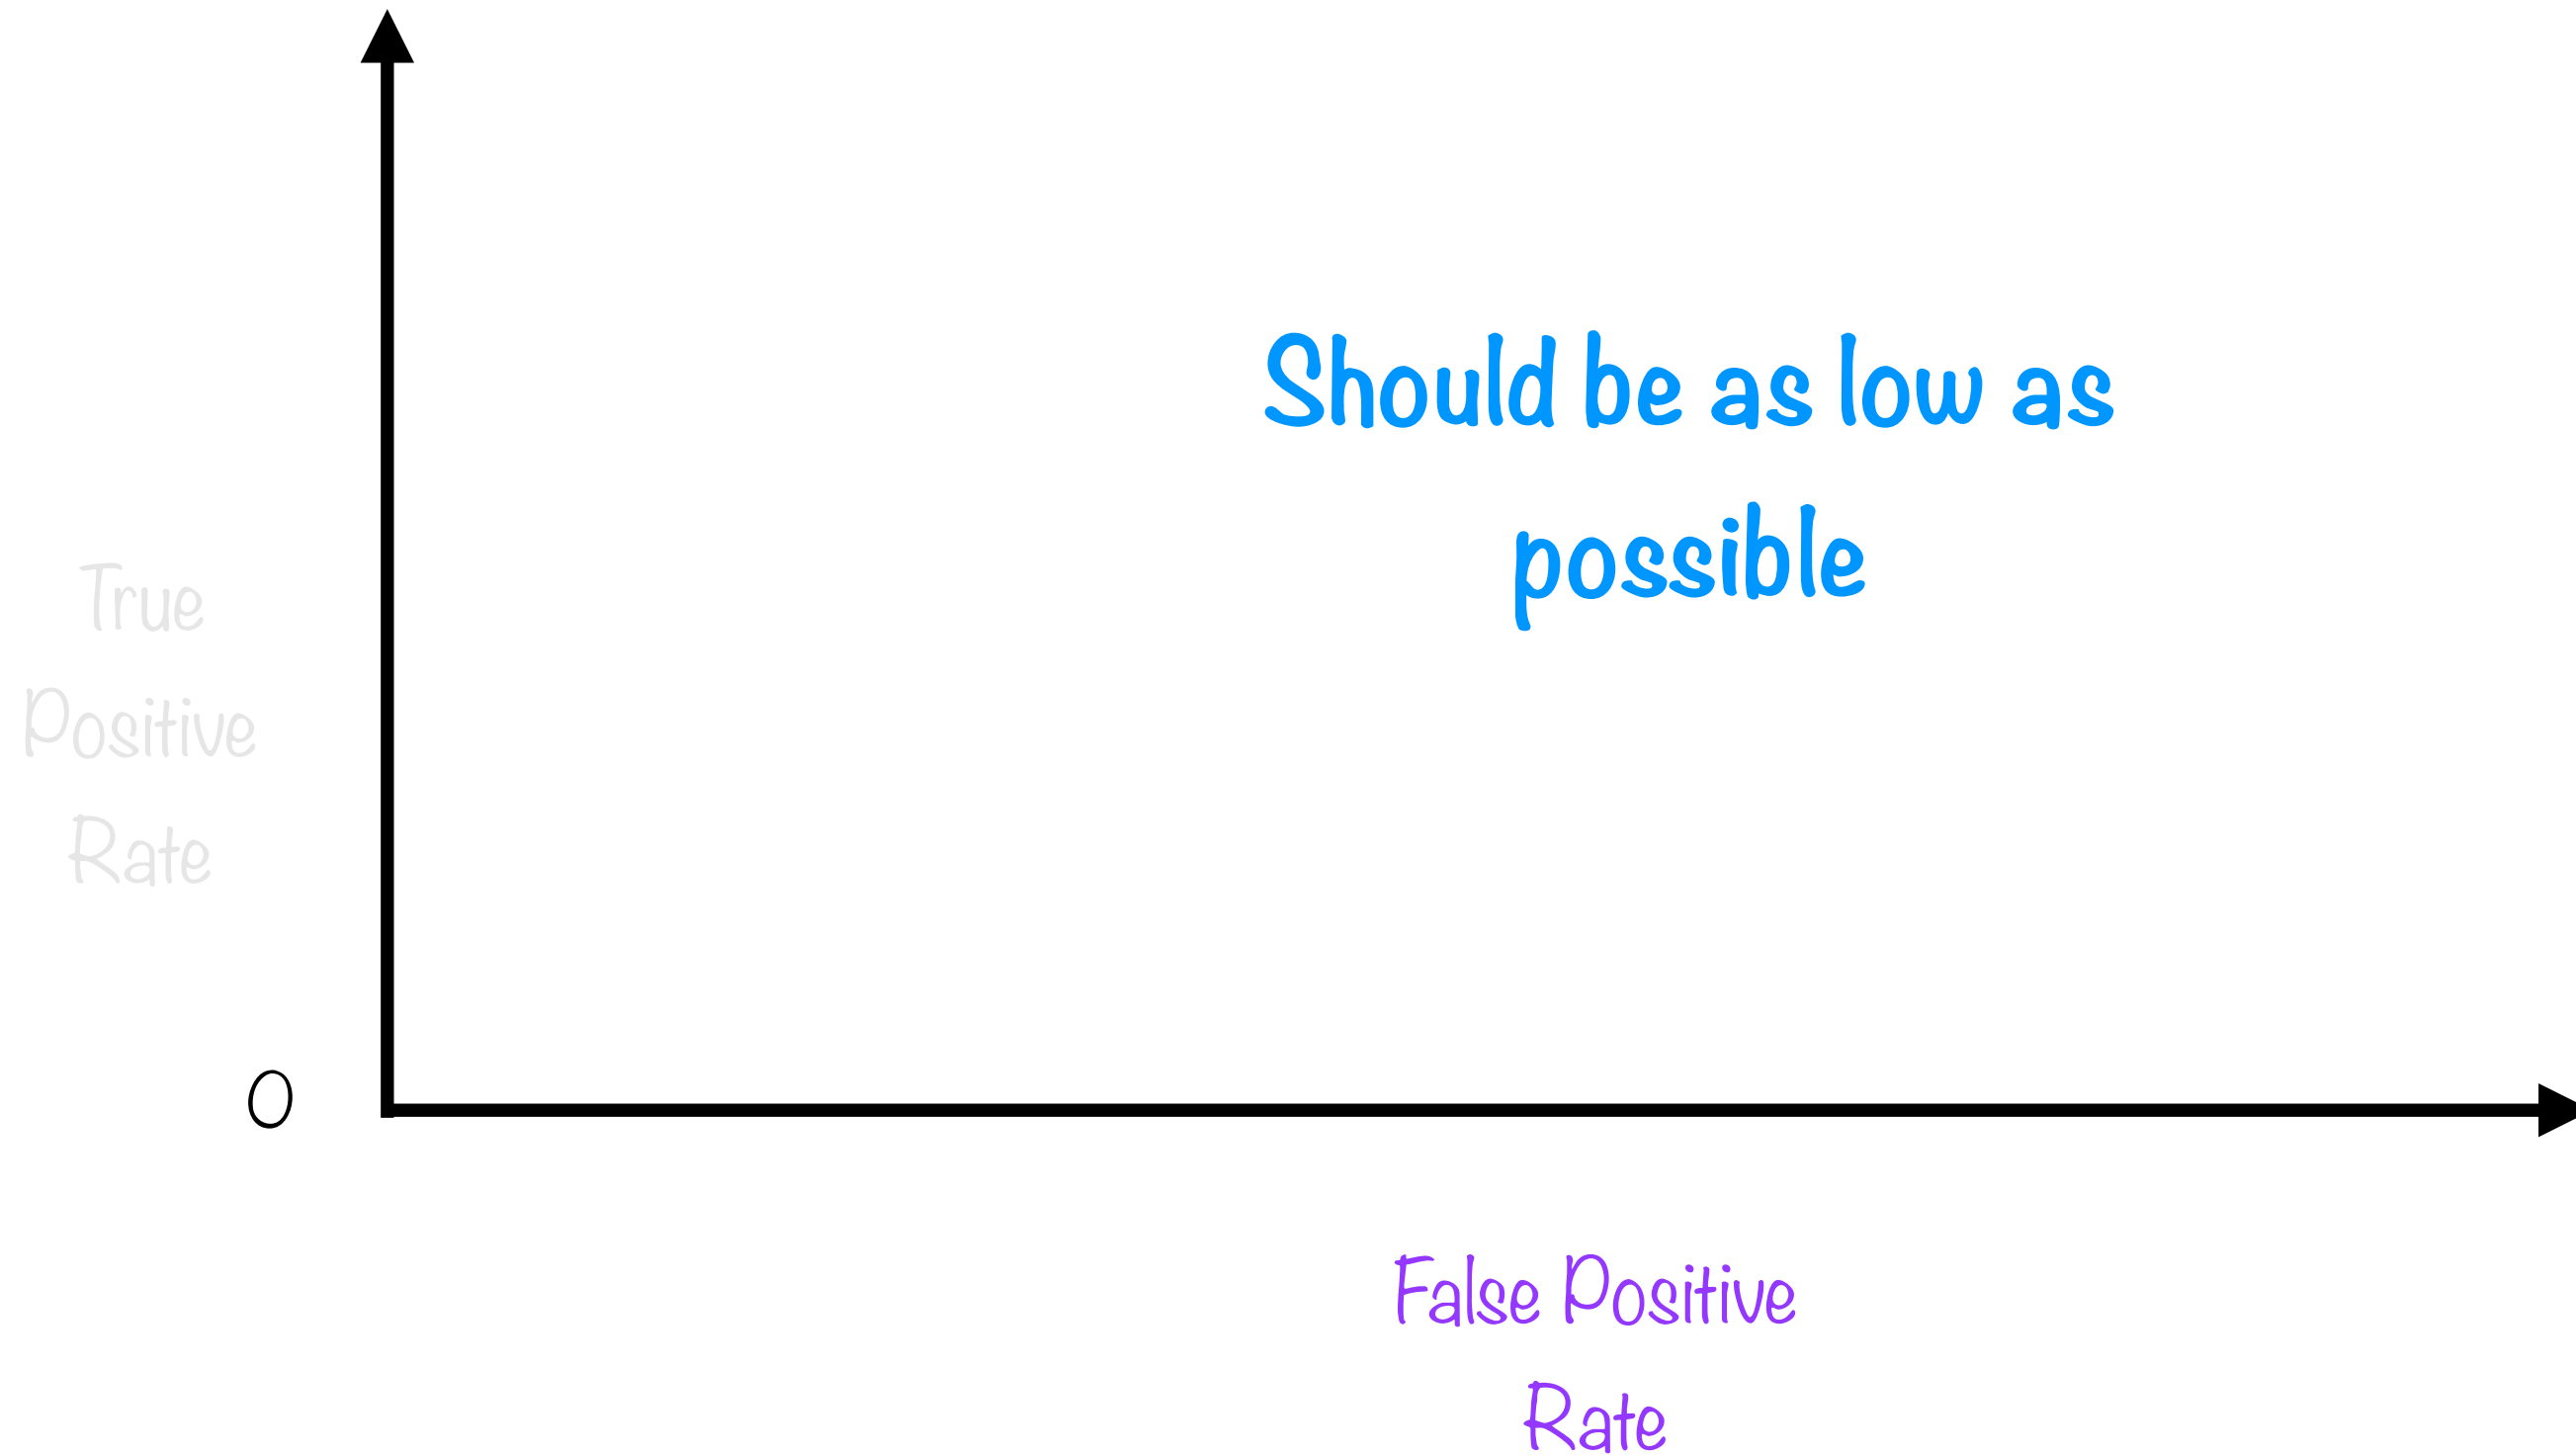 Should be as low as
possible
True
Positive
Rate
0
False Positive
Rate